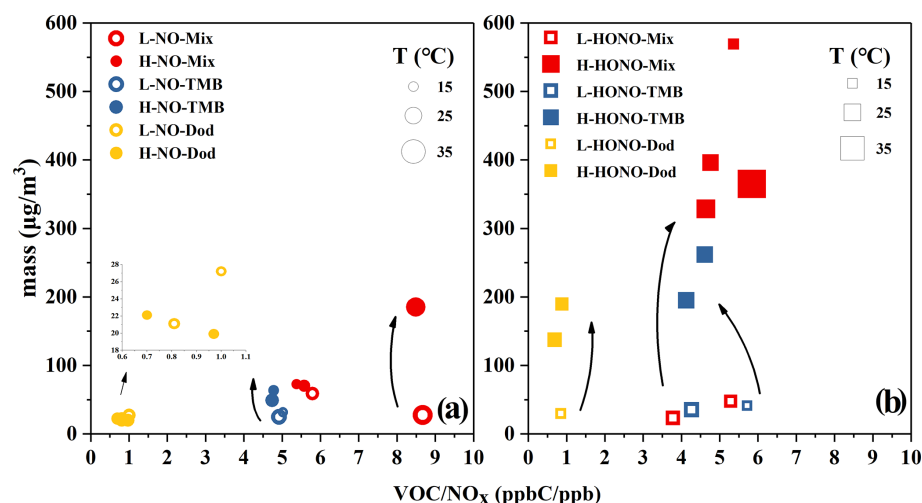 600
500
400
300
200
100
0
mass (μg/m³)
L-NO-Mix
H-NO-Mix
L-NO-TMB
H-NO-TMB
L-NO-Dod
H-NO-Dod
T (℃)
15
25
35
28
26
24
22
20
18
0.6 0.7 0.8 0.9 1.0 1.1
(a)
0 1 2 3 4 5 6 7 8 9 10
600
500
400
300
200
100
0
L-HONO-Mix
H-HONO-Mix
L-HONO-TMB
H-HONO-TMB
L-HONO-Dod
H-HONO-Dod
T (℃)
15
25
35
(b)
0 1 2 3 4 5 6 7 8 9 10
VOC/NOX (ppbC/ppb)